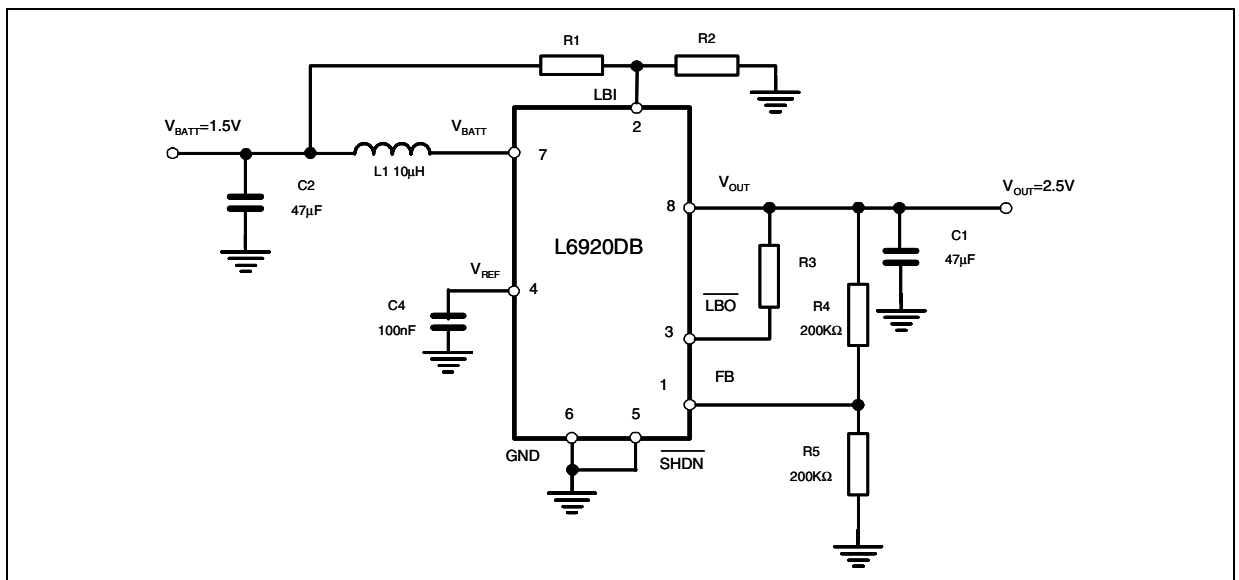 R1
R2
LBI
2
VBATT=1.5V
VBATT
7
L1 10µH
C2
47µF
VOUT
8
VOUT=2.5V
C1
47µF
L6920DB
R3
VREF
4
LBO
R4
200KΩ
C4
100nF
3
1
FB
6
5
GND
SHDN
R5
200KΩ